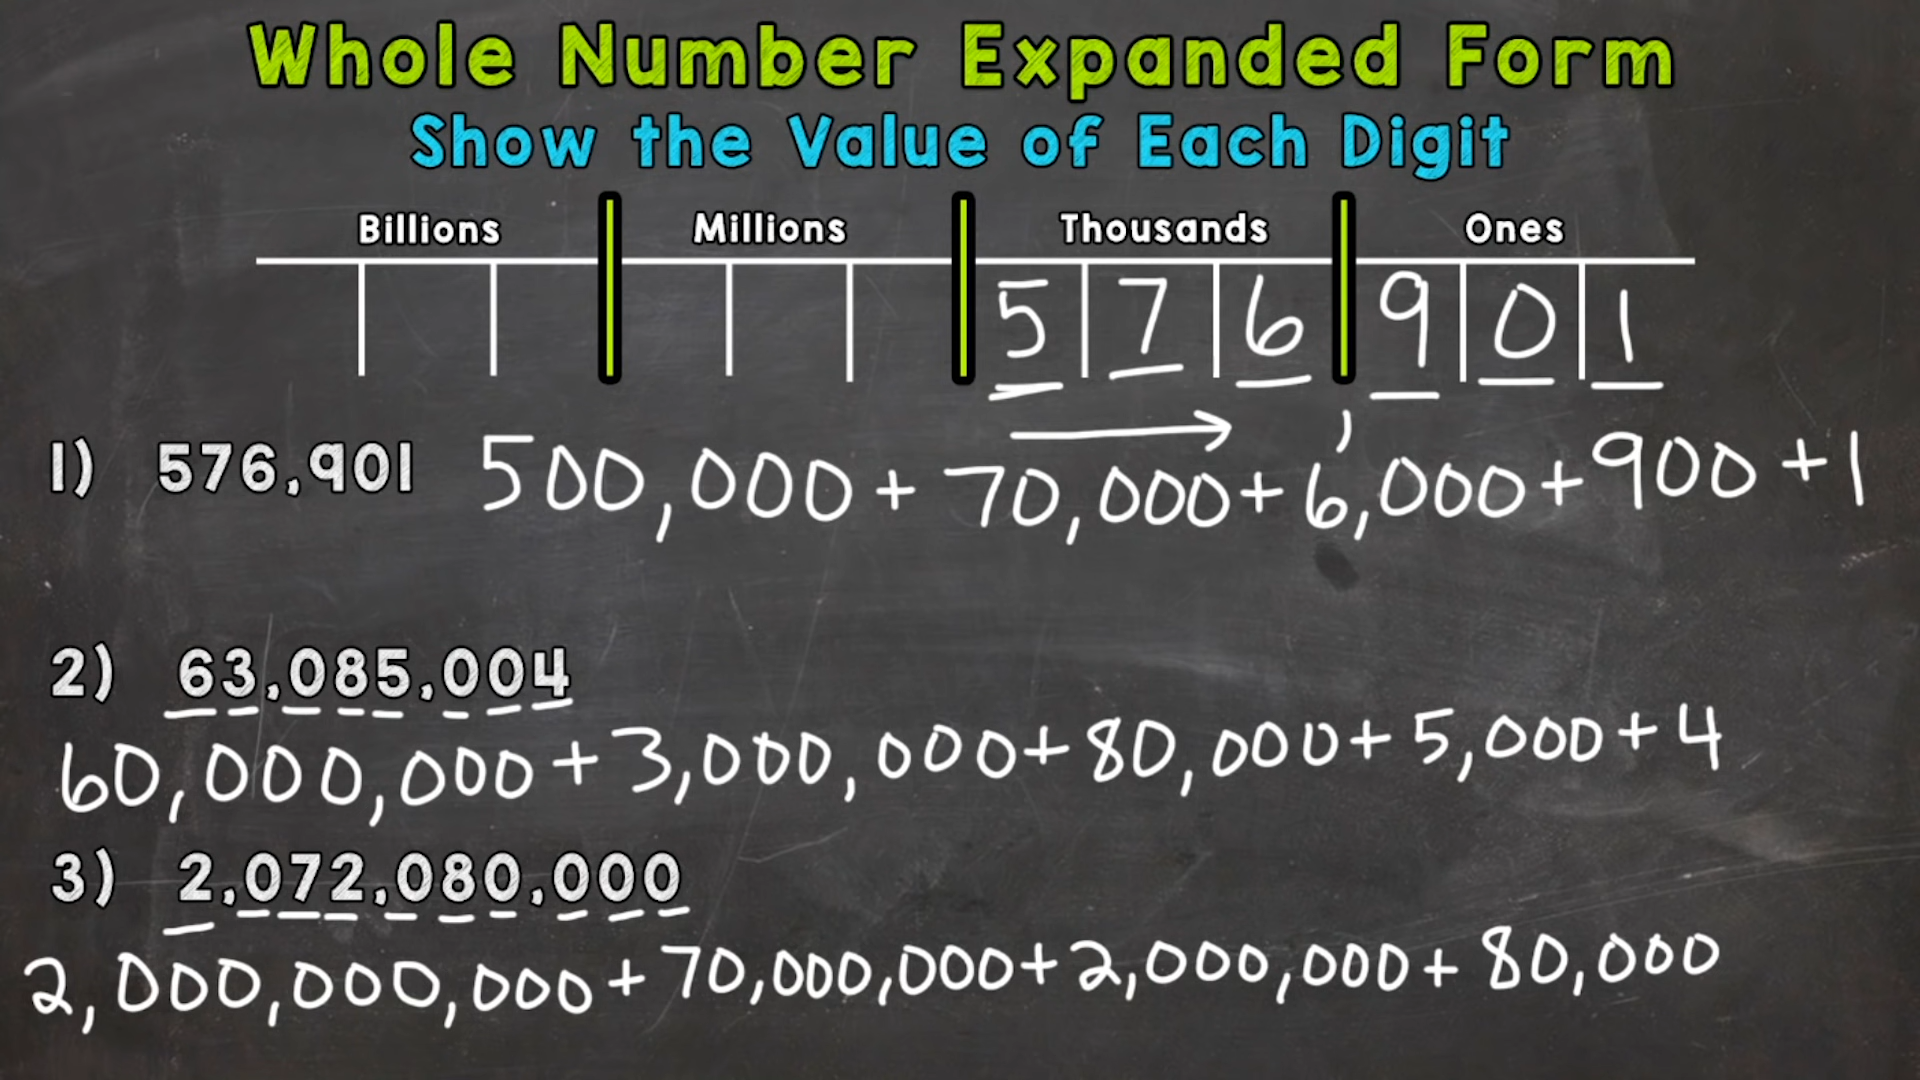 Whole Number Expanded Form
Show the Value of Each Digit
Billions Millions Thousands Ones
5 7 6 , 9 0 1
1) 576,901 500,000 + 70,000 + 6,000 + 900 + 1
2) 63,085,004
60,000,000 + 3,000,000 + 80,000 + 5,000 + 4
3) 2,072,080,000
2,000,000,000 + 70,000,000 + 2,000,000 + 80,000